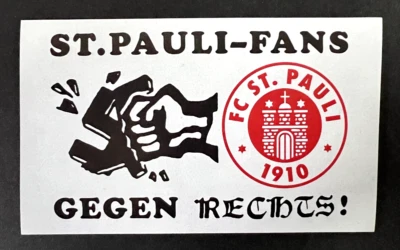 ST.PAULI-FANS
FC ST. PAULI
1910
GEGEN RECHTS!